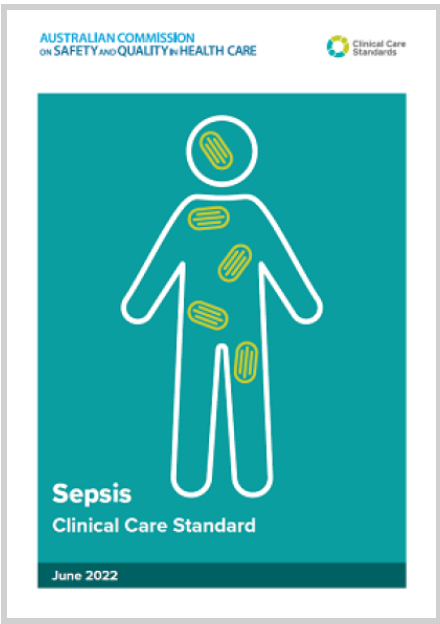 AUSTRALIAN COMMISSION
ON SAFETY AND QUALITY IN HEALTH CARE
Clinical Care
Standards
Sepsis
Clinical Care Standard
June 2022